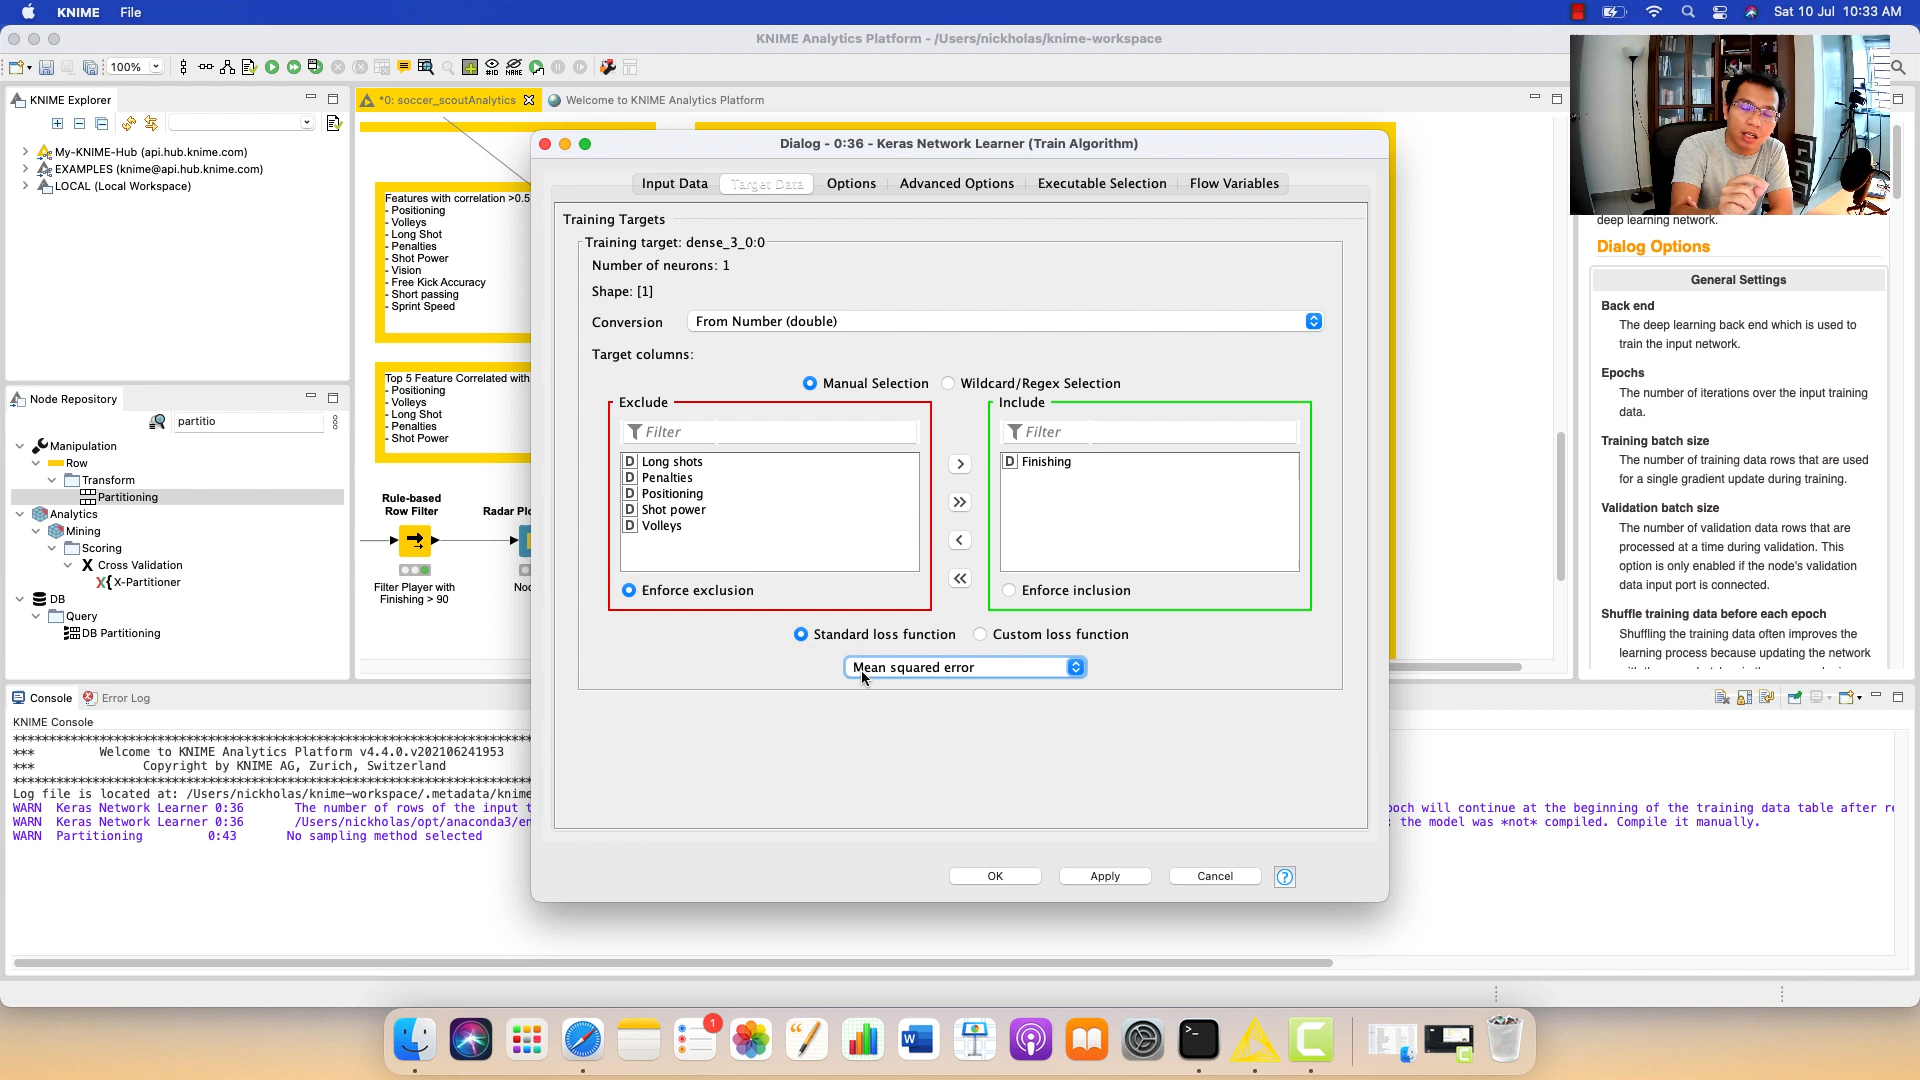 KNIME File
Sat 10 Jul 10:33 AM
KNIME Analytics Platform - /Users/nickholas/knime-workspace
100%
KNIME Explorer
*0: soccer_scoutAnalytics
Welcome to KNIME Analytics Platform
My-KNIME-Hub (api.hub.knime.com)
EXAMPLES (knime@api.hub.knime.com)
LOCAL (Local Workspace)
Node Repository
partitio
Manipulation
Row
Transform
Partitioning
Analytics
Mining
Scoring
Cross Validation
X-Partitioner
DB
Query
DB Partitioning
Features with correlation >0.5
- Positioning
- Volleys
- Long Shot
- Penalties
- Shot Power
- Vision
- Free Kick Accuracy
- Short passing
- Sprint Speed
Top 5 Feature Correlated with
- Positioning
- Volleys
- Long Shot
- Penalties
- Shot Power
Rule-based
Row Filter
Filter Player with
Finishing > 90
Dialog - 0:36 - Keras Network Learner (Train Algorithm)
Input Data
Target Data
Options
Advanced Options
Executable Selection
Flow Variables
Training Targets
Training target: dense_3_0:0
Number of neurons: 1
Shape: [1]
Conversion From Number (double)
Target columns:
Manual Selection Wildcard/Regex Selection
Exclude
Filter
D Long shots
D Penalties
D Positioning
D Shot power
D Volleys
Enforce exclusion
Include
Filter
D Finishing
Enforce inclusion
Standard loss function Custom loss function
Mean squared error
OK
Apply
Cancel
?
deep learning network.
Dialog Options
General Settings
Back end
The deep learning back end which is used to
train the input network.
Epochs
The number of iterations over the input training
data.
Training batch size
The number of training data rows that are used
for a single gradient update during training.
Validation batch size
The number of validation data rows that are
processed at a time during validation. This
option is only enabled if the node's validation
data input port is connected.
Shuffle training data before each epoch
Shuffling the training data often improves the
learning process because updating the network
Console
Error Log
KNIME Console
*** Welcome to KNIME Analytics Platform v4.4.0.v202106241953
*** Copyright by KNIME AG, Zurich, Switzerland
Log file is located at: /Users/nickholas/knime-workspace/.metadata/knime
WARN Keras Network Learner 0:36 The number of rows of the input
och will continue at the beginning of the training data table after
WARN Keras Network Learner 0:36 /Users/nickholas/opt/anaconda3/en
: the model was *not* compiled. Compile it manually.
WARN Partitioning 0:43 No sampling method selected
1